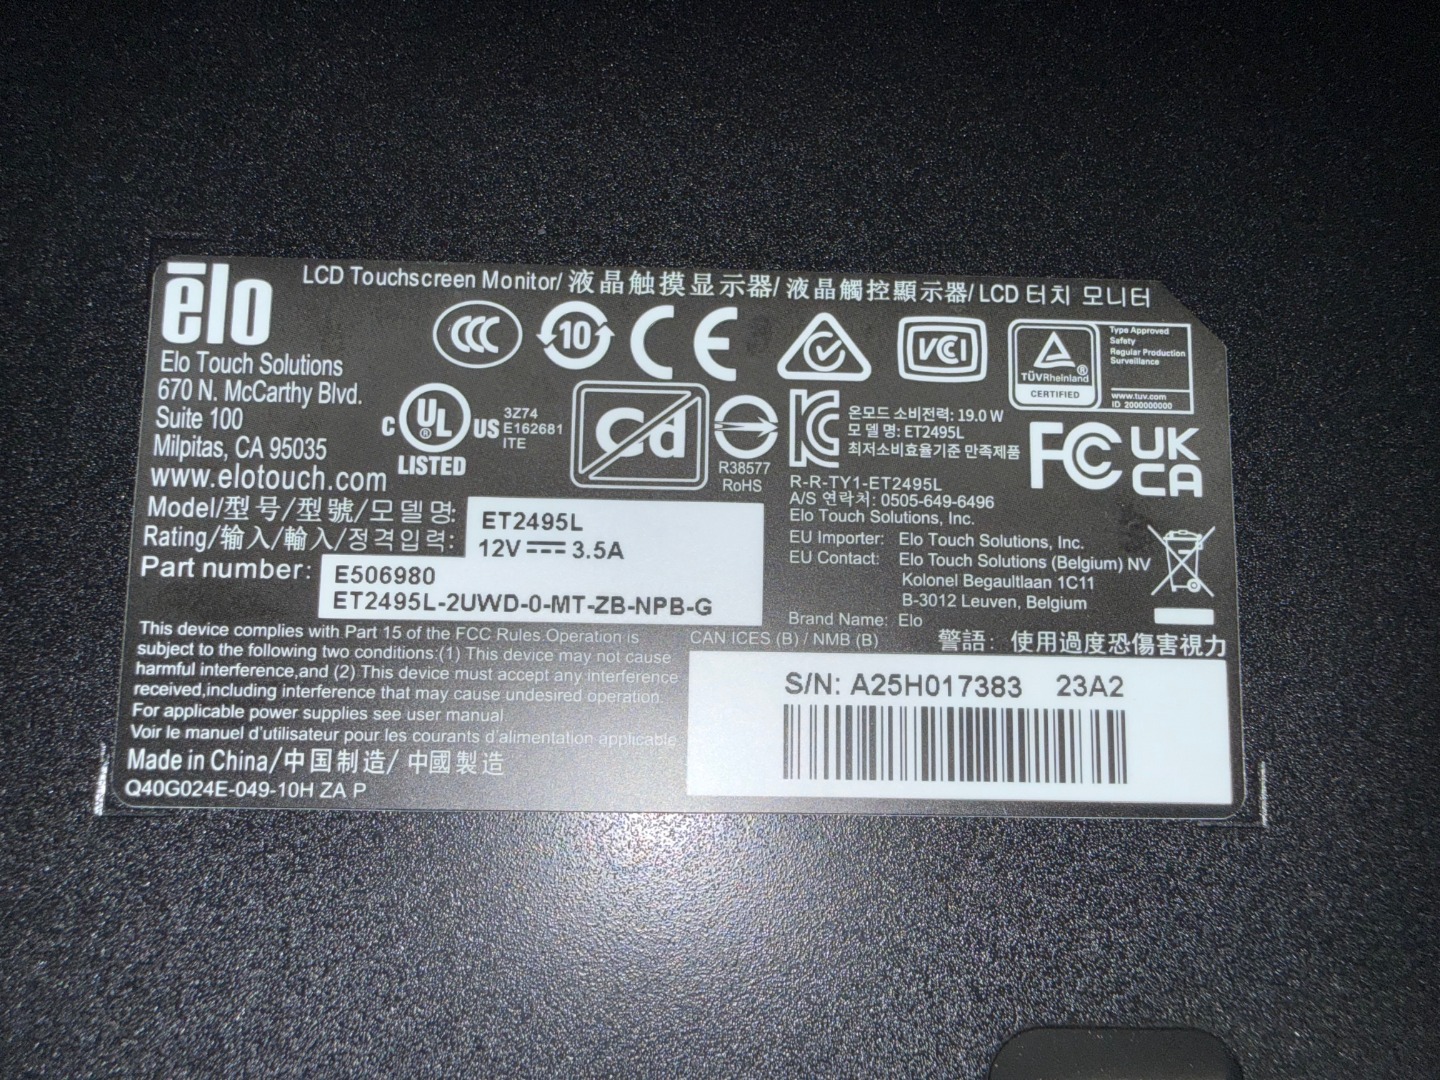 ēlo
LCD Touchscreen Monitor/ 液晶触摸显示器/ 液晶觸控顯示器/ LCD 터치 모니터
Elo Touch Solutions
670 N. McCarthy Blvd.
Suite 100
Milpitas, CA 95035
www.elotouch.com
CCC
10
CE
VCI
TÜVRheinland
CERTIFIED
Type Approved
Safety
Regular Production
Surveillance
www.tuv.com
ID 2000000000
C UL US
®
LISTED
3Z74
E162681
ITE
Cd
R38577
RoHS
KC
온모드 소비전력: 19.0 W
모 델 명: ET2495L
최저소비효율기준 만족제품
FC
UK
CA
R-R-TY1-ET2495L
A/S 연락처: 0505-649-6496
Elo Touch Solutions, Inc.
EU Importer: Elo Touch Solutions, Inc.
EU Contact: Elo Touch Solutions (Belgium) NV
Kolonel Begaultlaan 1C11
B-3012 Leuven, Belgium
Brand Name: Elo
Model/型号/型號/모델명: ET2495L
Rating/输入/輸入/정격입력: 12V ⎓ 3.5A
Part number: E506980
ET2495L-2UWD-0-MT-ZB-NPB-G
This device complies with Part 15 of the FCC Rules.Operation is
subject to the following two conditions:(1) This device may not cause
harmful interference,and (2) This device must accept any interference
received,including interference that may cause undesired operation.
For applicable power supplies see user manual
Voir le manuel d'utilisateur pour les courants d'alimentation applicable
Made in China/中国制造/ 中國製造
Q40G024E-049-10H ZA P
CAN ICES (B) / NMB (B)
警語: 使用過度恐傷害視力
S/N: A25H017383 23A2